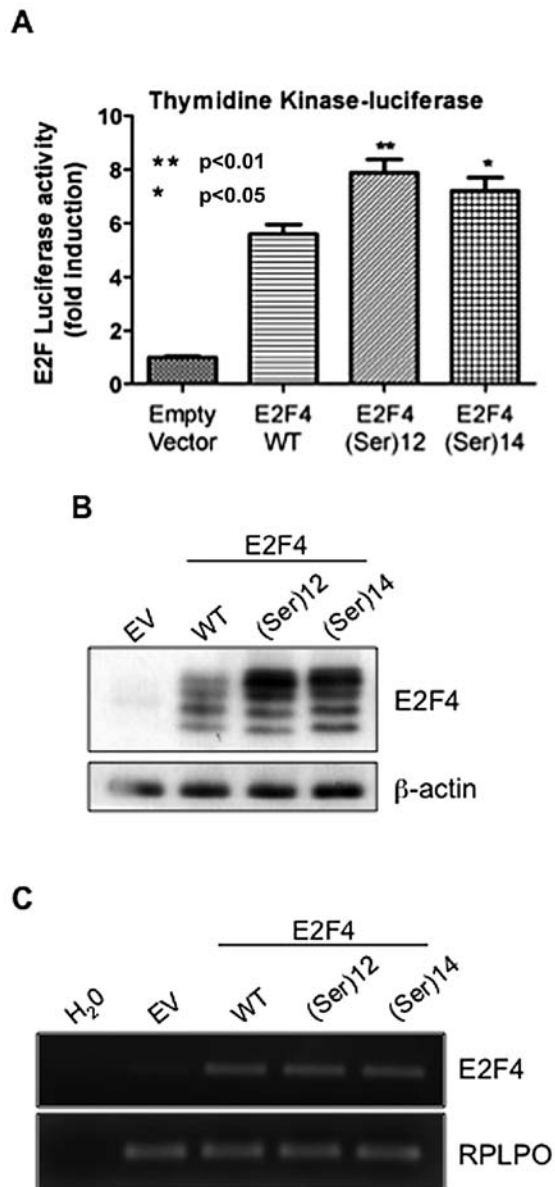 A
Thymidine Kinase-luciferase
** p<0.01
* p<0.05
E2F Luciferase activity
(fold induction)
10
8
6
4
2
0
**
*
Empty
Vector
E2F4
WT
E2F4
(Ser)12
E2F4
(Ser)14
B
E2F4
EV WT (Ser)12 (Ser)14
E2F4
β-actin
C
E2F4
H₂0 EV WT (Ser)12 (Ser)14
E2F4
RPLPO